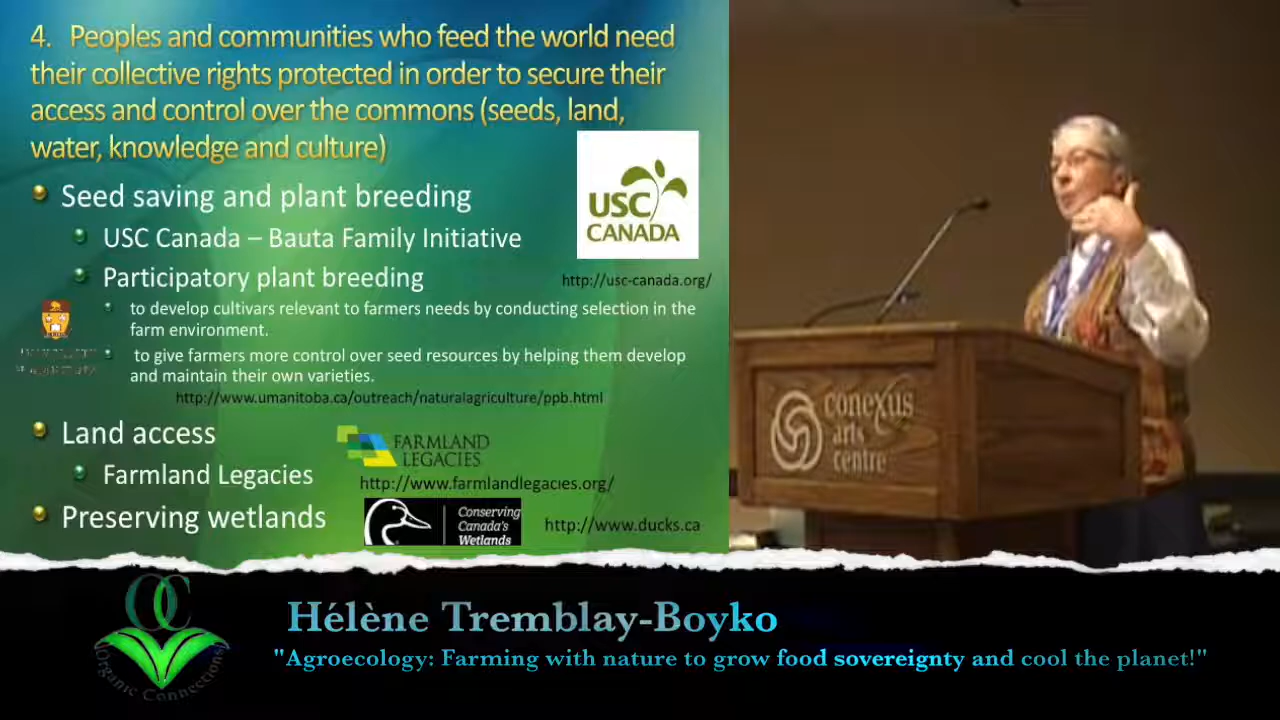 4. Peoples and communities who feed the world need
their collective rights protected in order to secure their
access and control over the commons (seeds, land,
water, knowledge and culture)
USC
CANADA
Seed saving and plant breeding
USC Canada – Bauta Family Initiative
Participatory plant breeding
http://usc-canada.org/
to develop cultivars relevant to farmers needs by conducting selection in the
farm environment.
to give farmers more control over seed resources by helping them develop
and maintain their own varieties.
http://www.umanitoba.ca/outreach/naturalagriculture/ppb.html
Land access
FARMLAND
LEGACIES
Farmland Legacies
http://www.farmlandlegacies.org/
Preserving wetlands
Conserving
Canada's
Wetlands
http://www.ducks.ca
conexus
arts
centre
OC
Organic Connections
Hélène Tremblay-Boyko
"Agroecology: Farming with nature to grow food sovereignty and cool the planet!"